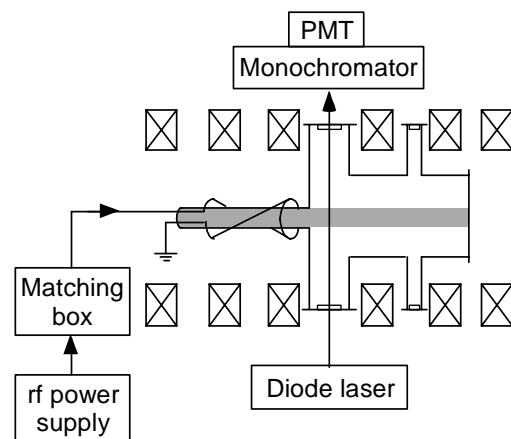 PMT
Monochromator
Matching
box
rf power
supply
Diode laser